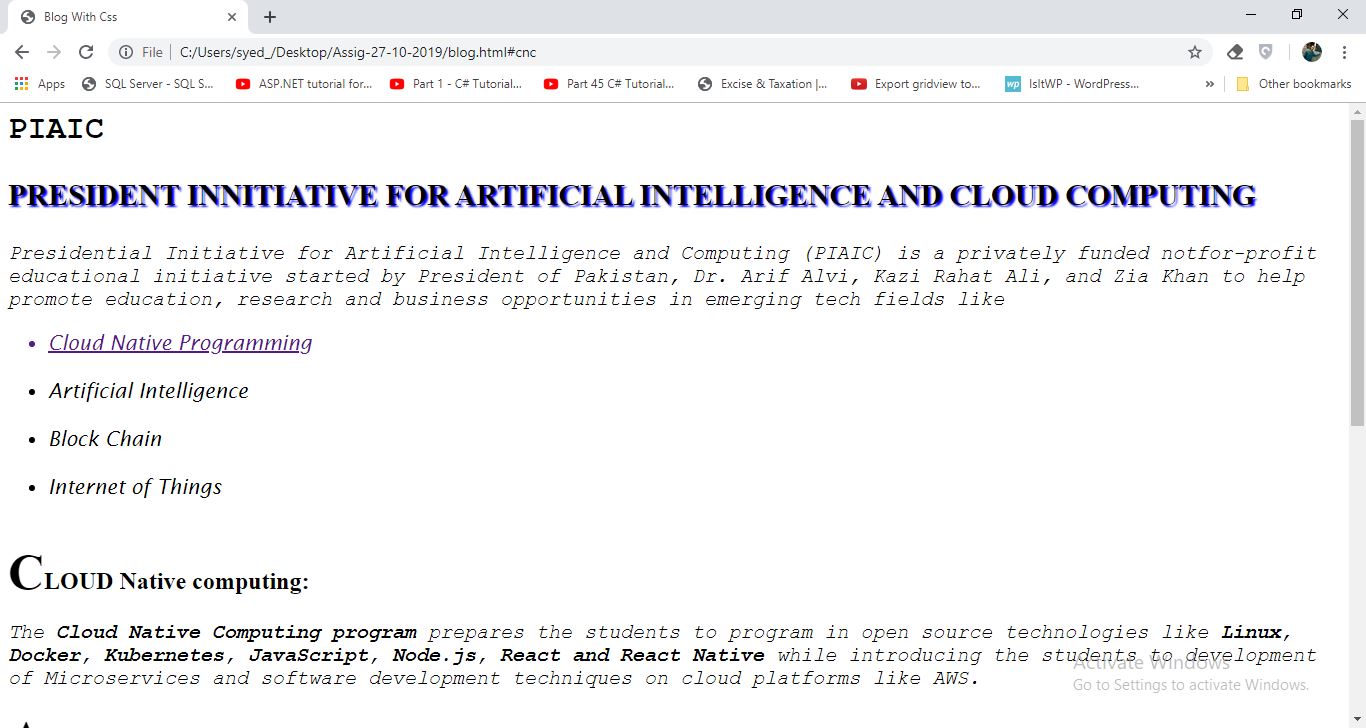 Blog With Css
File
C:/Users/syed_/Desktop/Assig-27-10-2019/blog.html#cnc
Apps
SQL Server - SQL S...
ASP.NET tutorial for...
Part 1 - C# Tutorial...
Part 45 C# Tutorial...
Excise & Taxation |...
Export gridview to...
wp
IsItWP - WordPress...
»
Other bookmarks
PIAIC
PRESIDENT INNITIATIVE FOR ARTIFICIAL INTELLIGENCE AND CLOUD COMPUTING
Presidential Initiative for Artificial Intelligence and Computing (PIAIC) is a privately funded notfor-profit
educational initiative started by President of Pakistan, Dr. Arif Alvi, Kazi Rahat Ali, and Zia Khan to help
promote education, research and business opportunities in emerging tech fields like
• Cloud Native Programming
• Artificial Intelligence
• Block Chain
• Internet of Things
CLOUD Native computing:
The Cloud Native Computing program prepares the students to program in open source technologies like Linux,
Docker, Kubernetes, JavaScript, Node.js, React and React Native while introducing the students to development
of Microservices and software development techniques on cloud platforms like AWS.
Activate Windows
Go to Settings to activate Windows.